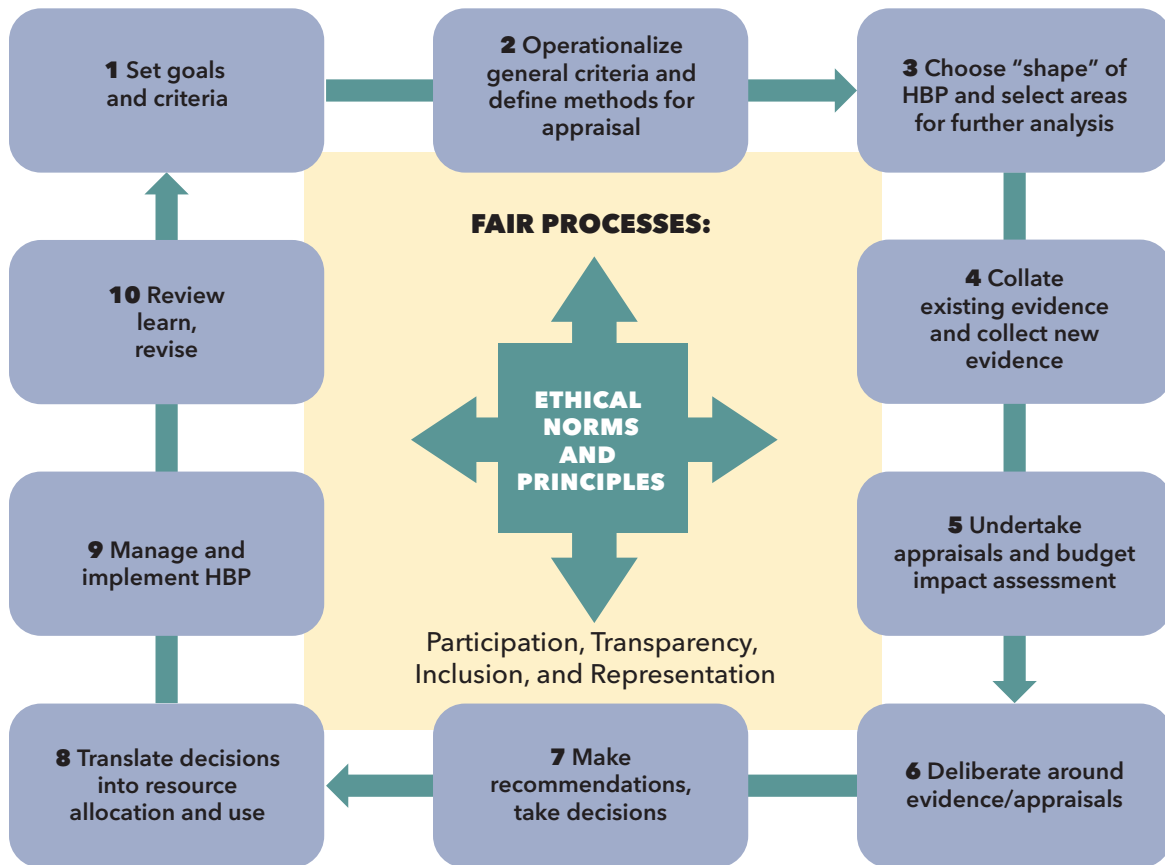 1 Set goals
and criteria
2 Operationalize
general criteria and
define methods for
appraisal
3 Choose “shape” of
HBP and select areas
for further analysis
FAIR PROCESSES:
10 Review
learn,
revise
4 Collate
existing evidence
and collect new
evidence
ETHICAL
NORMS
AND
PRINCIPLES
9 Manage and
implement HBP
5 Undertake
appraisals and budget
impact assessment
Participation, Transparency,
Inclusion, and Representation
8 Translate decisions
into resource
allocation and use
7 Make
recommendations,
take decisions
6 Deliberate around
evidence/appraisals